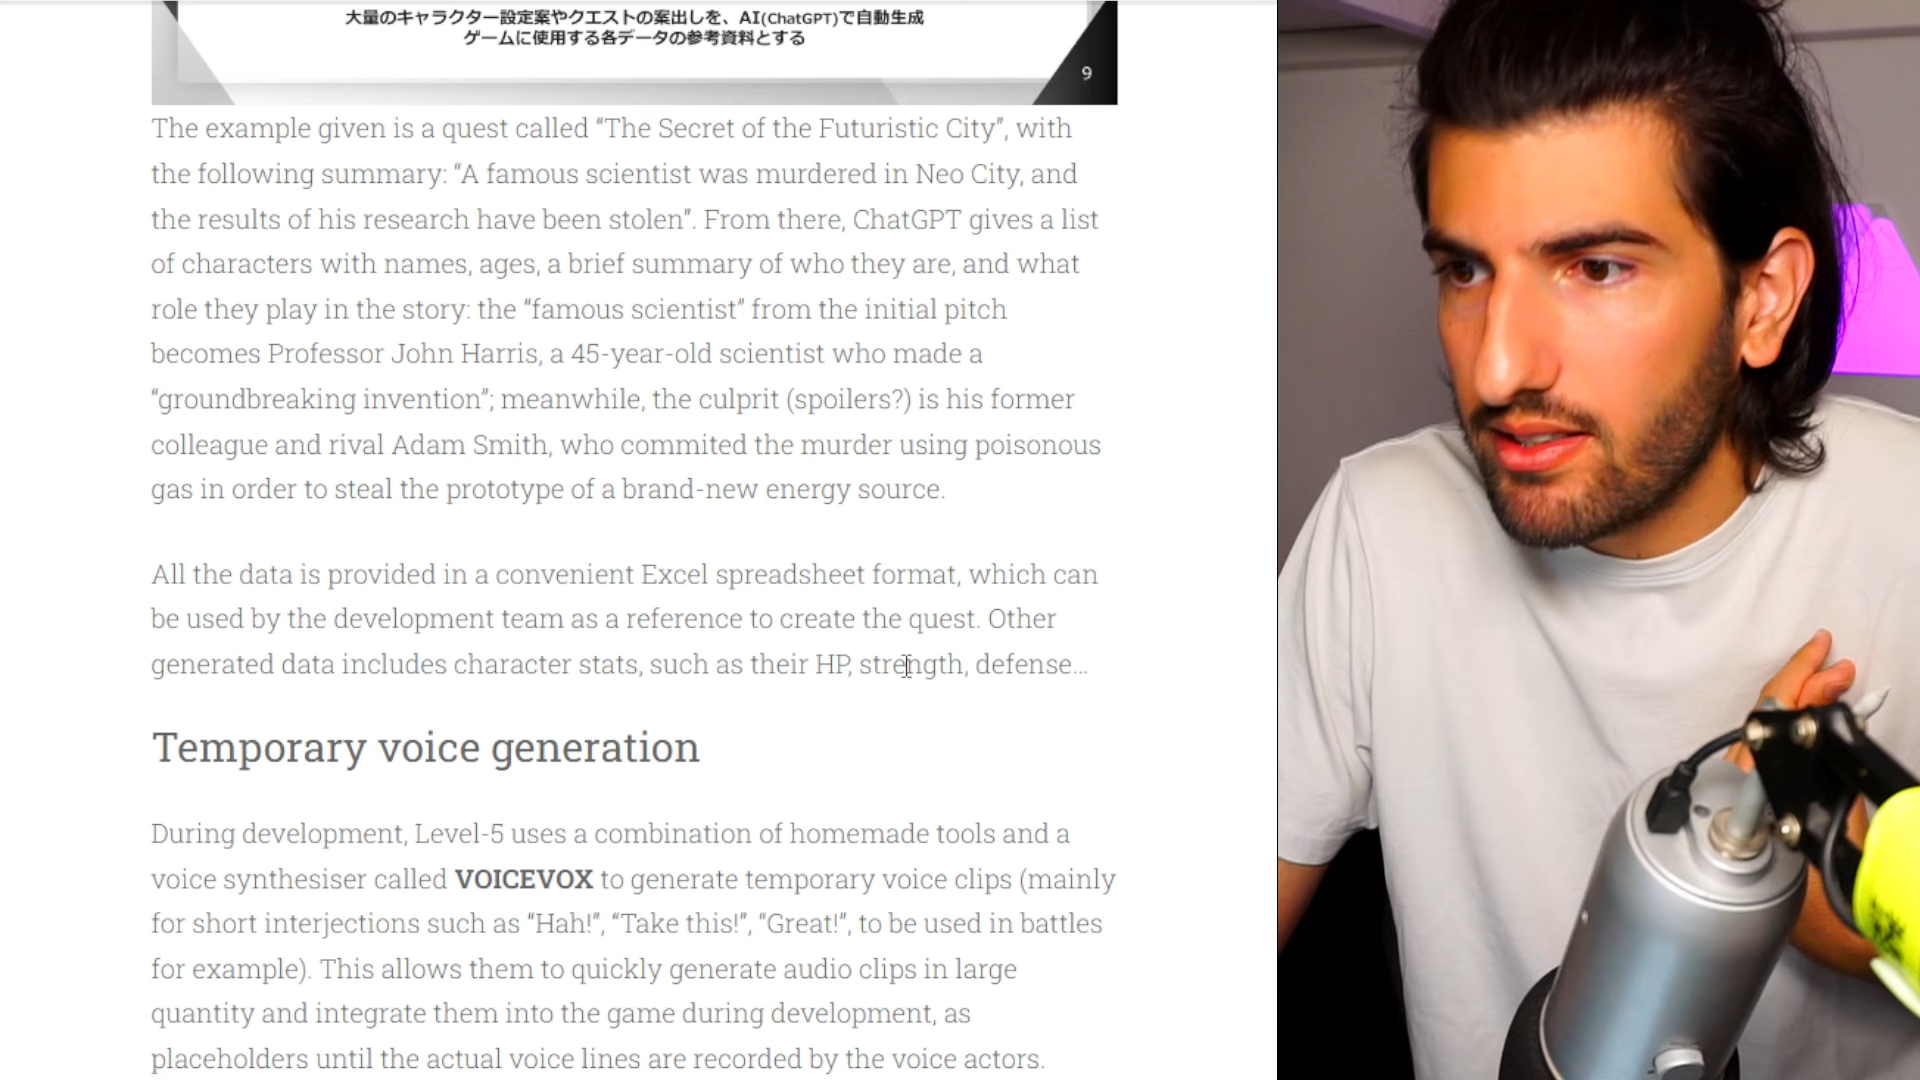 大量のキャラクター設定案やクエストの案出しを、AI(ChatGPT)で自動生成
ゲームに使用する各データの参考資料とする
9
The example given is a quest called “The Secret of the Futuristic City”, with
the following summary: “A famous scientist was murdered in Neo City, and
the results of his research have been stolen”. From there, ChatGPT gives a list
of characters with names, ages, a brief summary of who they are, and what
role they play in the story: the “famous scientist” from the initial pitch
becomes Professor John Harris, a 45-year-old scientist who made a
“groundbreaking invention”; meanwhile, the culprit (spoilers?) is his former
colleague and rival Adam Smith, who commited the murder using poisonous
gas in order to steal the prototype of a brand-new energy source.
All the data is provided in a convenient Excel spreadsheet format, which can
be used by the development team as a reference to create the quest. Other
generated data includes character stats, such as their HP, strength, defense…
Temporary voice generation
During development, Level-5 uses a combination of homemade tools and a
voice synthesiser called VOICEVOX to generate temporary voice clips (mainly
for short interjections such as “Hah!”, “Take this!”, “Great!”, to be used in battles
for example). This allows them to quickly generate audio clips in large
quantity and integrate them into the game during development, as
placeholders until the actual voice lines are recorded by the voice actors.